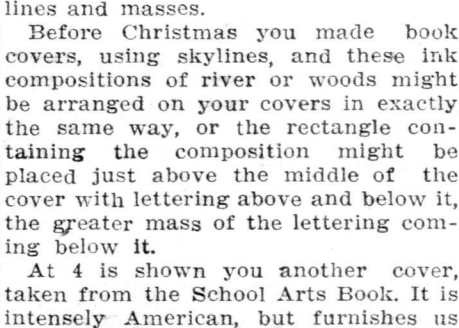 lines and masses.
Before Christmas you made book
covers, using skylines, and these ink
compositions of river or woods might
be arranged on your covers in exactly
the same way, or the rectangle con-
taining the composition might be
placed just above the middle of the
cover with lettering above and below it,
the greater mass of the lettering com-
ing below it.
At 4 is shown you another cover,
taken from the School Arts Book. It is
intensely American, but furnishes us